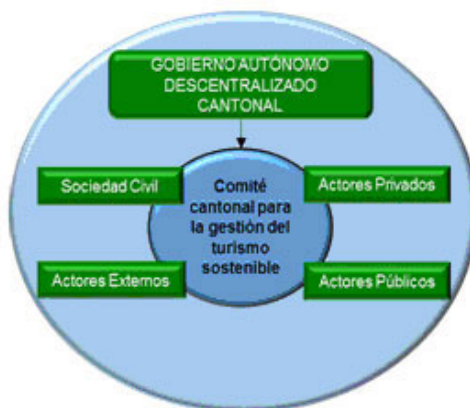 GOBIERNO AUTÓNOMO
DESCENTRALIZADO
CANTONAL
Sociedad Civil
Actores Privados
Comité
cantonal para
la gestión del
turismo
sostenible
Actores Externos
Actores Públicos